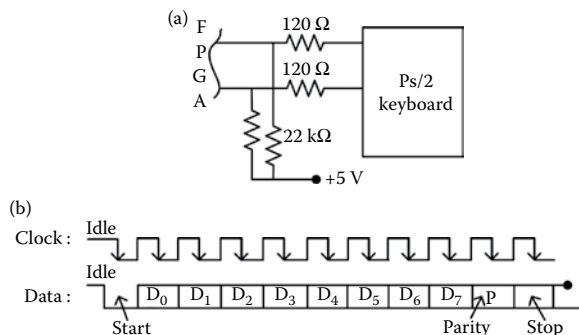 (a)
F
P
G
A
120 Ω
120 Ω
Ps/2
keyboard
22 kΩ
+5 V
(b)
Idle
Clock :
Idle
Data :
D0 D1 D2 D3 D4 D5 D6 D7 P
Start
Parity
Stop